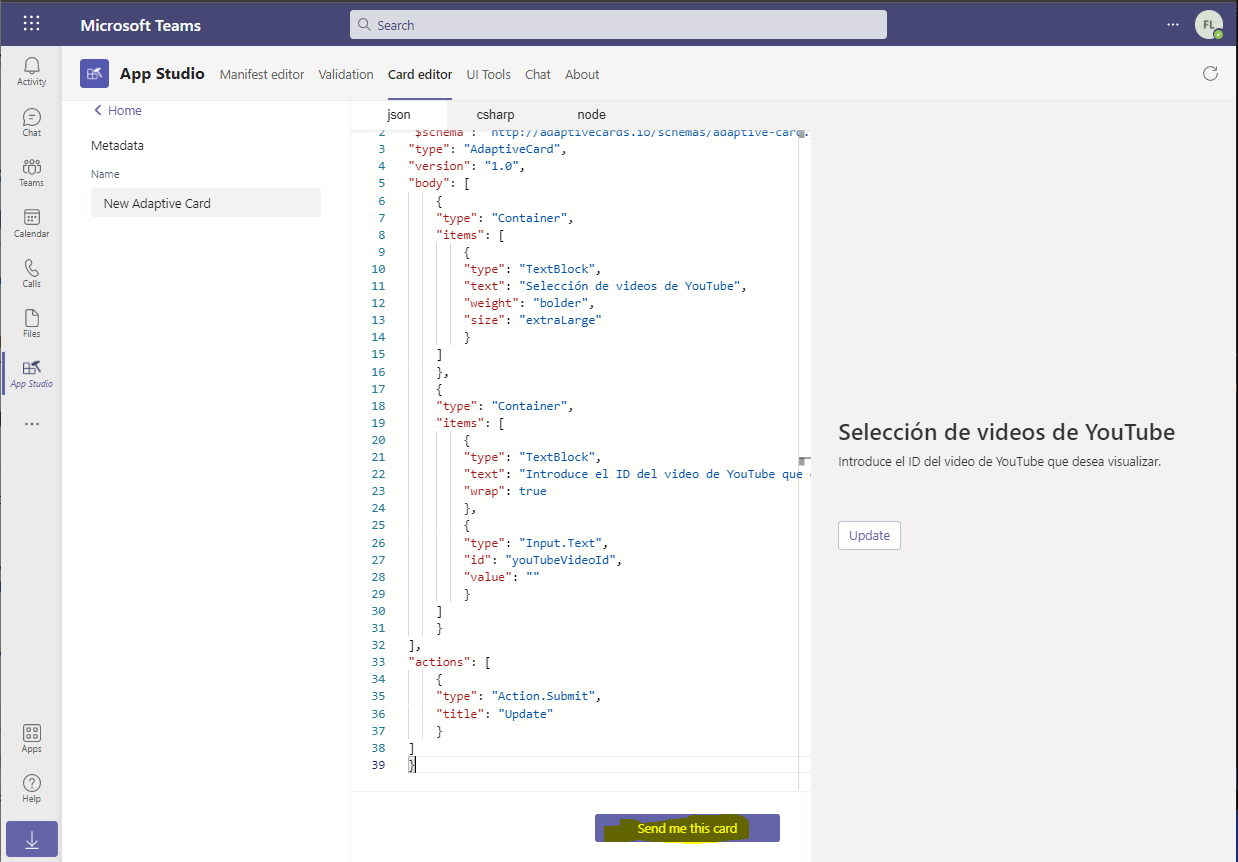 Microsoft Teams
Search
FL
Activity
Chat
Teams
Calendar
Calls
Files
App Studio
Apps
Help
App Studio
Manifest editor
Validation
Card editor
UI Tools
Chat
About
Home
Metadata
Name
New Adaptive Card
json
csharp
node
2 "$schema": "http://adaptivecards.io/schemas/adaptive-card.
3 "type": "AdaptiveCard",
4 "version": "1.0",
5 "body": [
6 {
7 "type": "Container",
8 "items": [
9 {
10 "type": "TextBlock",
11 "text": "Selección de videos de YouTube",
12 "weight": "bolder",
13 "size": "extraLarge"
14 }
15 ]
16 },
17 {
18 "type": "Container",
19 "items": [
20 {
21 "type": "TextBlock",
22 "text": "Introduce el ID del video de YouTube que
23 "wrap": true
24 },
25 {
26 "type": "Input.Text",
27 "id": "youTubeVideoId",
28 "value": ""
29 }
30 ]
31 }
32 ],
33 "actions": [
34 {
35 "type": "Action.Submit",
36 "title": "Update"
37 }
38 ]
39 }
Send me this card
Selección de videos de YouTube
Introduce el ID del video de YouTube que desea visualizar.
Update